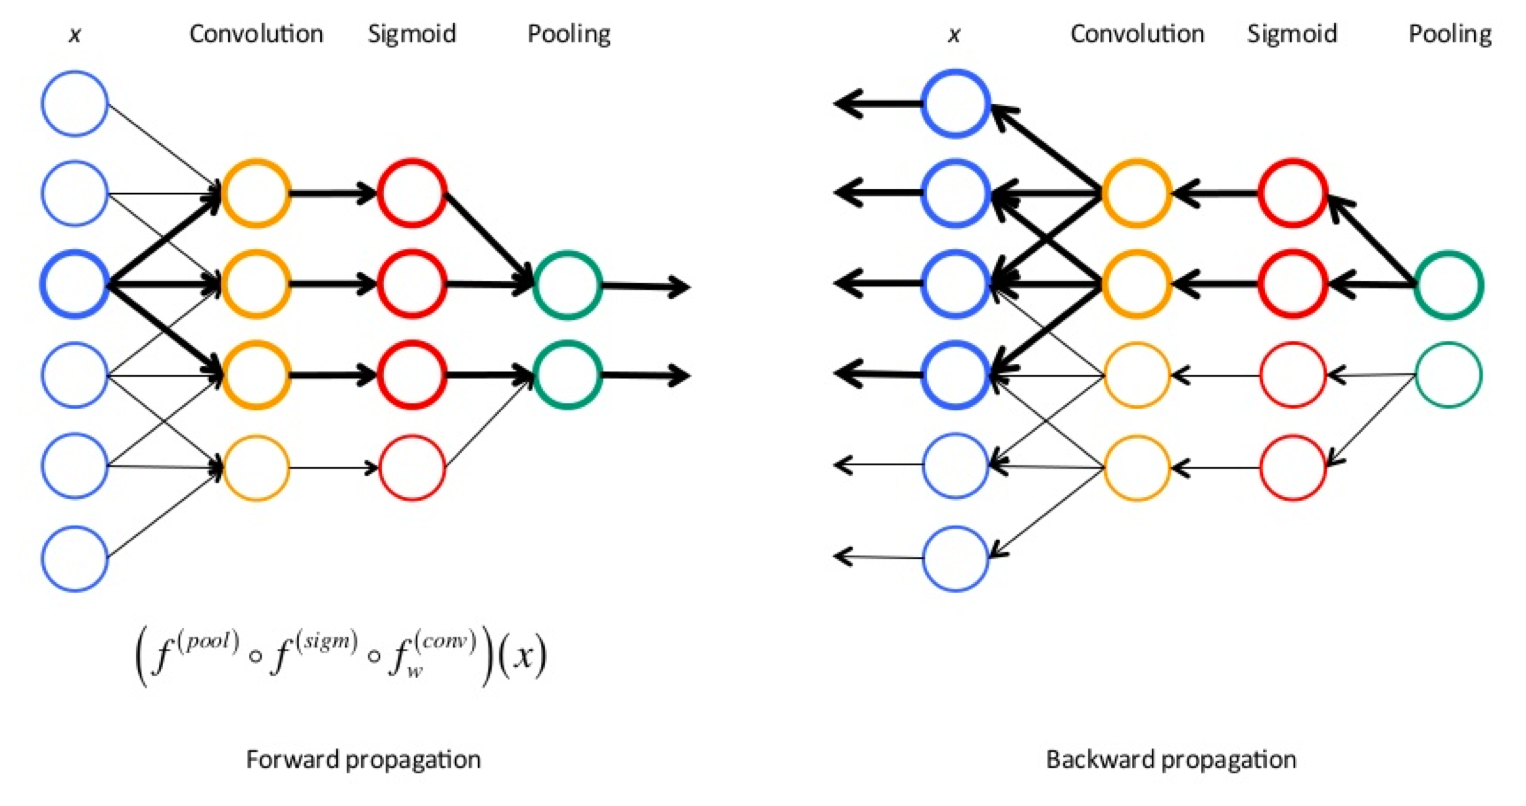 x Convolution Sigmoid Pooling
x Convolution Sigmoid Pooling
(f^(pool) ∘ f^(sigm) ∘ f_w^(conv))(x)
Forward propagation
Backward propagation